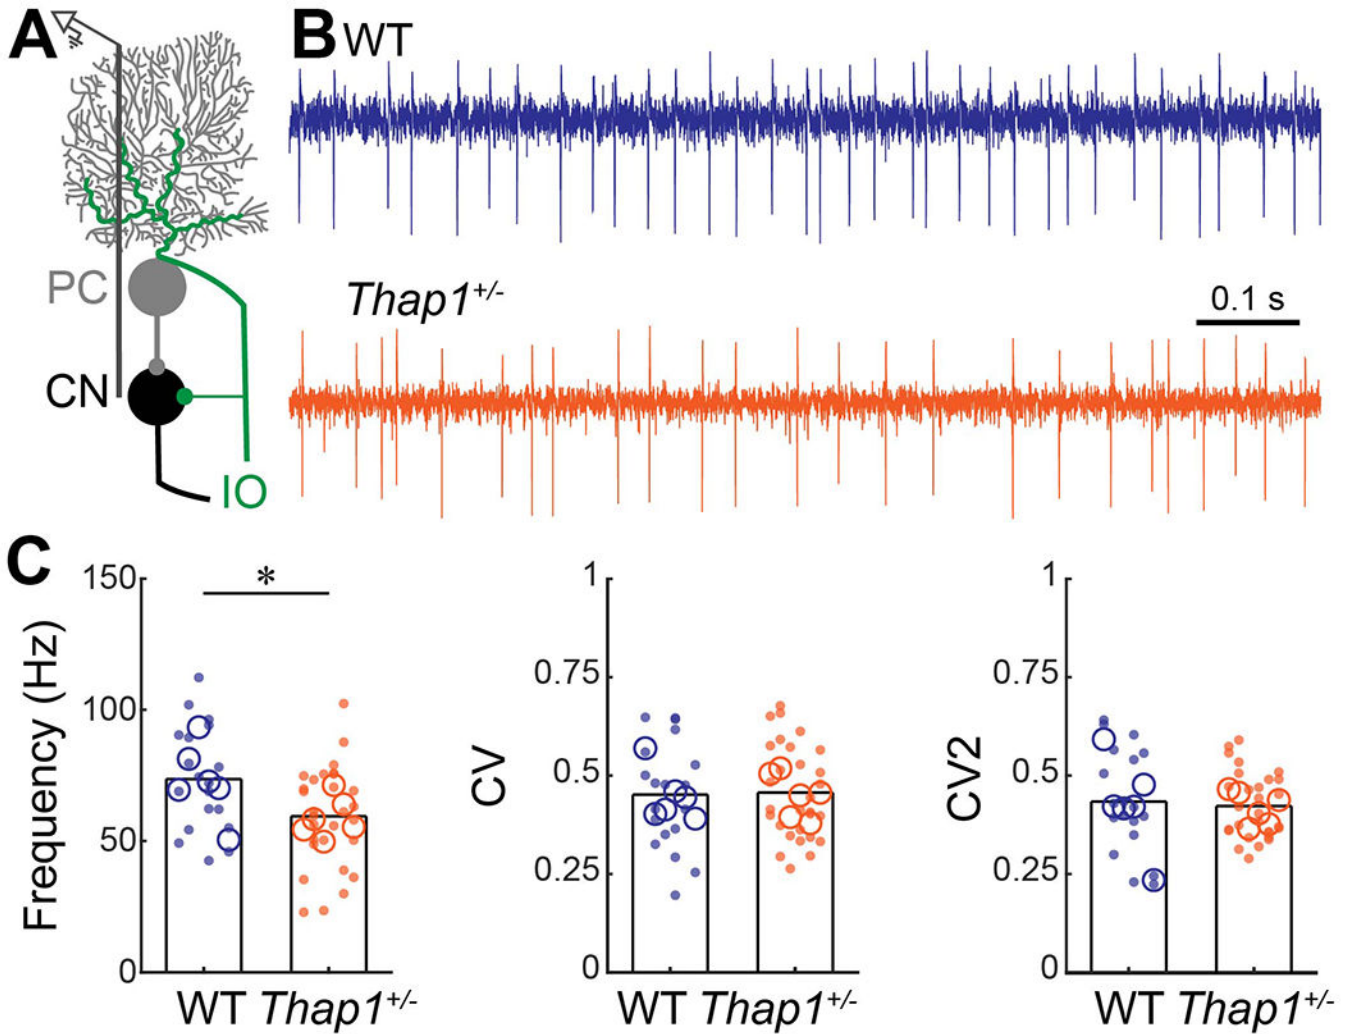 A
B WT
PC
CN
IO
Thap1+/-
0.1 s
C
*
Frequency (Hz)
150
100
50
0
WT Thap1+/-
CV
1
0.75
0.5
0.25
0
WT Thap1+/-
CV2
1
0.75
0.5
0.25
0
WT Thap1+/-